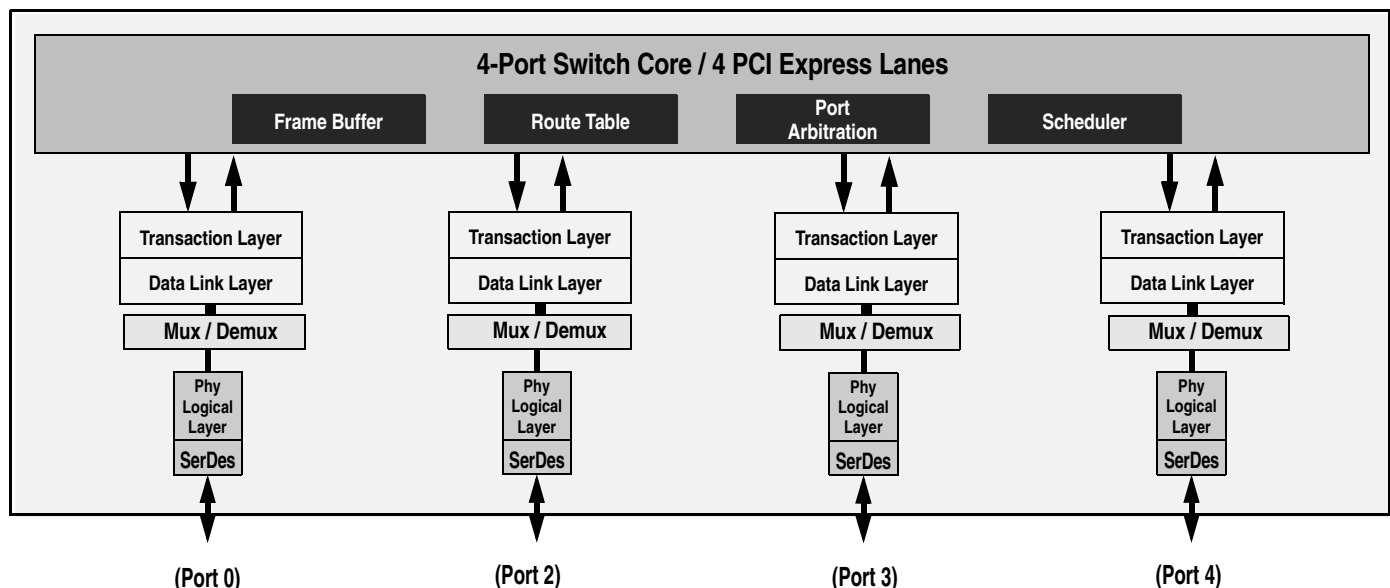 4-Port Switch Core / 4 PCI Express Lanes
Frame Buffer
Route Table
Port
Arbitration
Scheduler
Transaction Layer
Transaction Layer
Transaction Layer
Transaction Layer
Data Link Layer
Data Link Layer
Data Link Layer
Data Link Layer
Mux / Demux
Mux / Demux
Mux / Demux
Mux / Demux
Phy
Logical
Layer
Phy
Logical
Layer
Phy
Logical
Layer
Phy
Logical
Layer
SerDes
SerDes
SerDes
SerDes
(Port 0)
(Port 2)
(Port 3)
(Port 4)